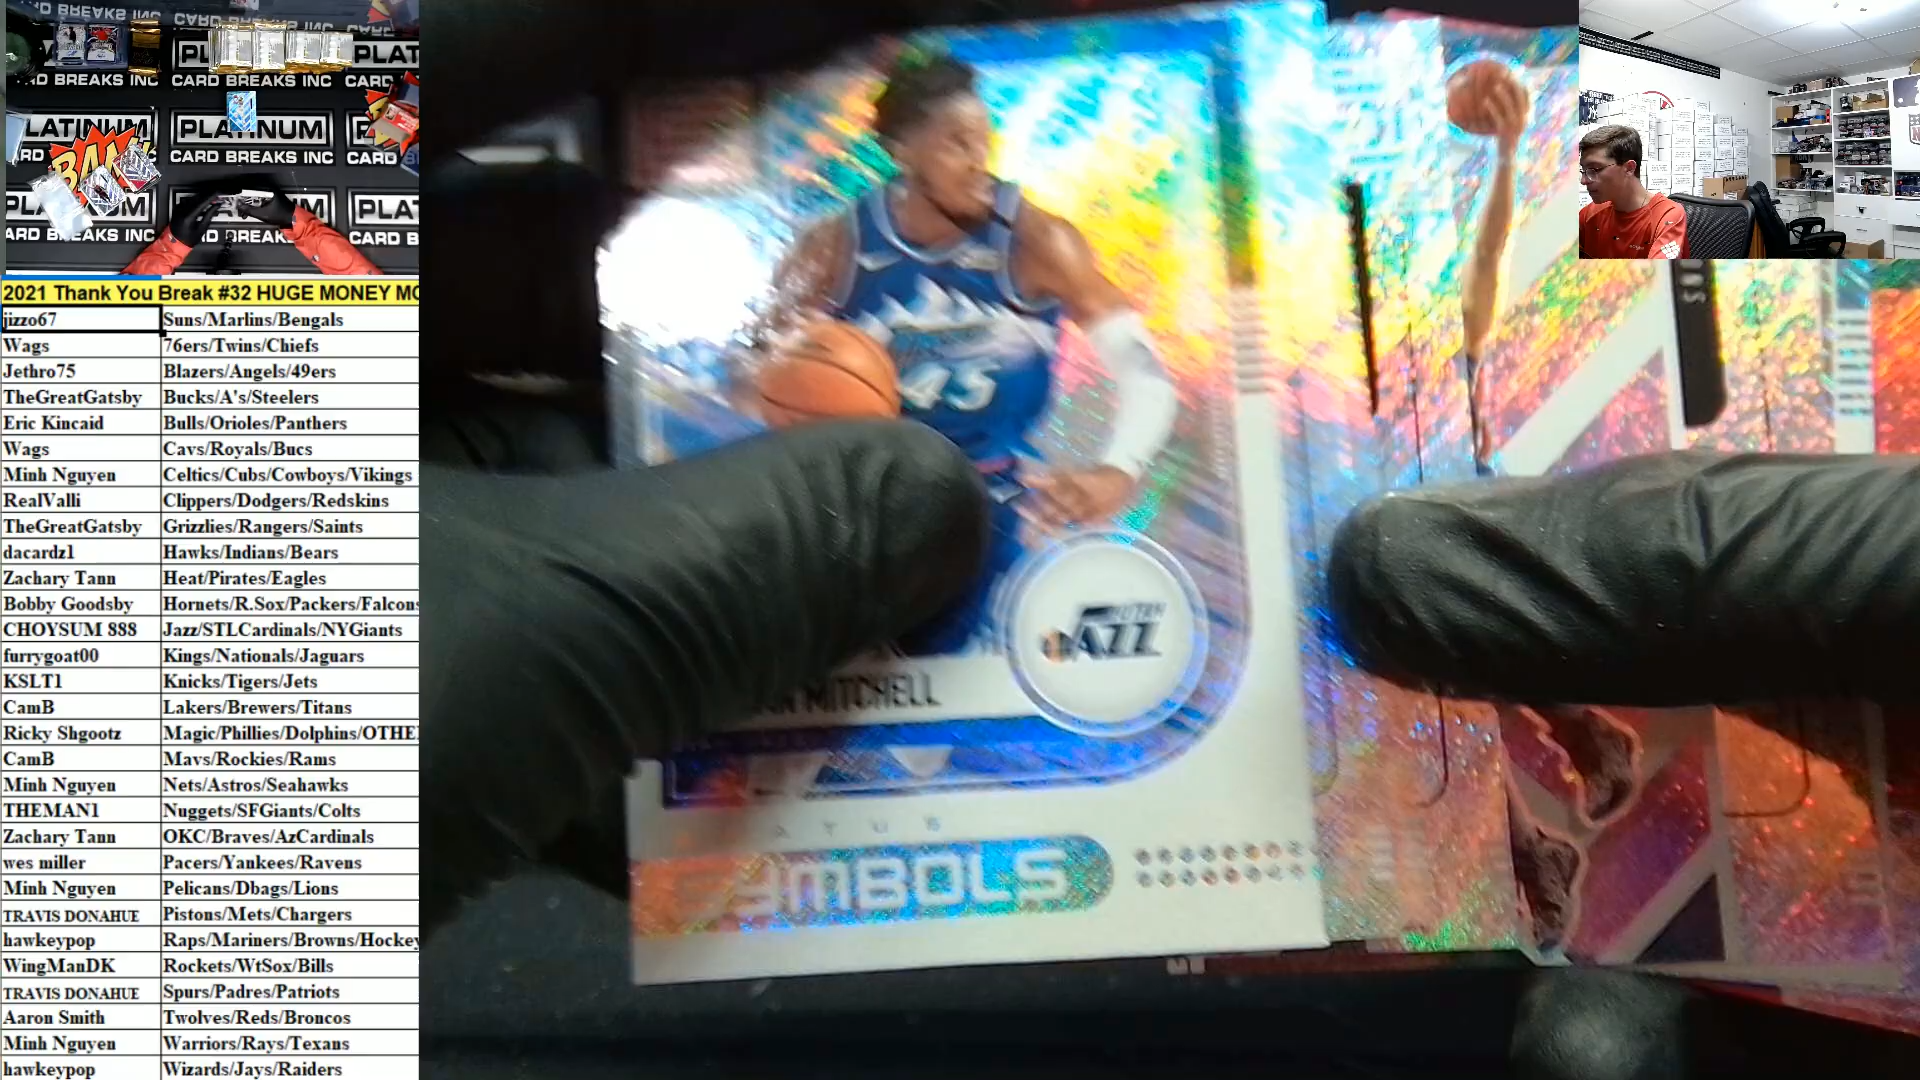 CARD BREAKS INC
PLATINUM
CARD BREAKS INC
PLATINUM
CARD BREAKS INC
BAM
2021 Thank You Break #32 HUGE MONEY MO
jizzo67 Suns/Marlins/Bengals
Wags 76ers/Twins/Chiefs
Jethro75 Blazers/Angels/49ers
TheGreatGatsby Bucks/A's/Steelers
Eric Kincaid Bulls/Orioles/Panthers
Wags Cavs/Royals/Bucs
Minh Nguyen Celtics/Cubs/Cowboys/Vikings
RealValli Clippers/Dodgers/Redskins
TheGreatGatsby Grizzlies/Rangers/Saints
dacardz1 Hawks/Indians/Bears
Zachary Tann Heat/Pirates/Eagles
Bobby Goodsby Hornets/R.Sox/Packers/Falcons
CHOYSUM 888 Jazz/STLCardinals/NYGiants
furrygoat00 Kings/Nationals/Jaguars
KSLT1 Knicks/Tigers/Jets
CamB Lakers/Brewers/Titans
Ricky Shgootz Magic/Phillies/Dolphins/OTHE
CamB Mavs/Rockies/Rams
Minh Nguyen Nets/Astros/Seahawks
THEMAN1 Nuggets/SFGiants/Colts
Zachary Tann OKC/Braves/AzCardinals
wes miller Pacers/Yankees/Ravens
Minh Nguyen Pelicans/Dbags/Lions
TRAVIS DONAHUE Pistons/Mets/Chargers
hawkeypop Raps/Mariners/Browns/Hockey
WingManDK Rockets/WtSox/Bills
TRAVIS DONAHUE Spurs/Padres/Patriots
Aaron Smith Twolves/Reds/Broncos
Minh Nguyen Warriors/Rays/Texans
hawkeypop Wizards/Jays/Raiders
45
UTAH
JAZZ
MITCHELL
SYMBOLS